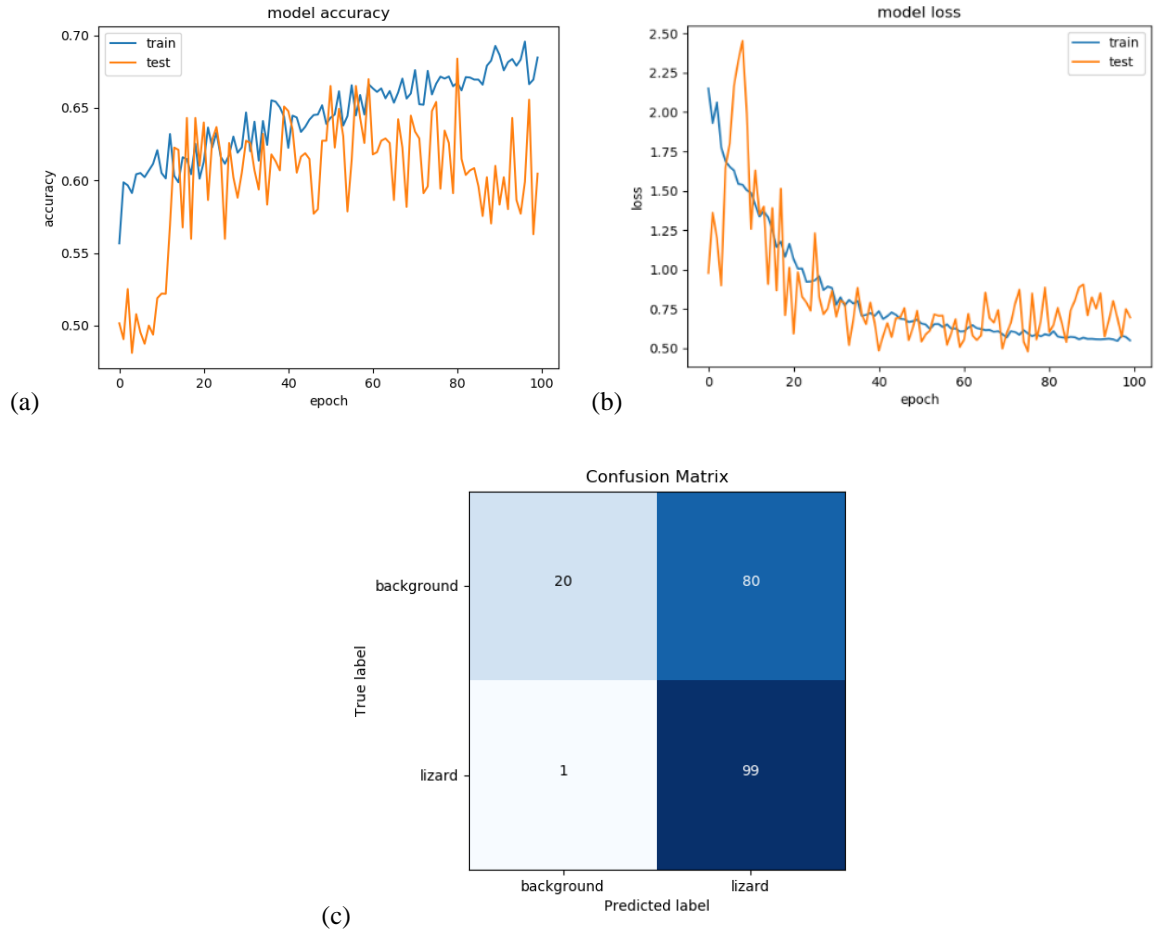 model accuracy
0.70
0.65
0.60
0.55
0.50
accuracy
train
test
0 20 40 60 80 100
epoch
(a)
model loss
2.50
2.25
2.00
1.75
1.50
1.25
1.00
0.75
0.50
loss
train
test
0 20 40 60 80 100
epoch
(b)
Confusion Matrix
background 20 80
True label
lizard 1 99
background lizard
Predicted label
(c)